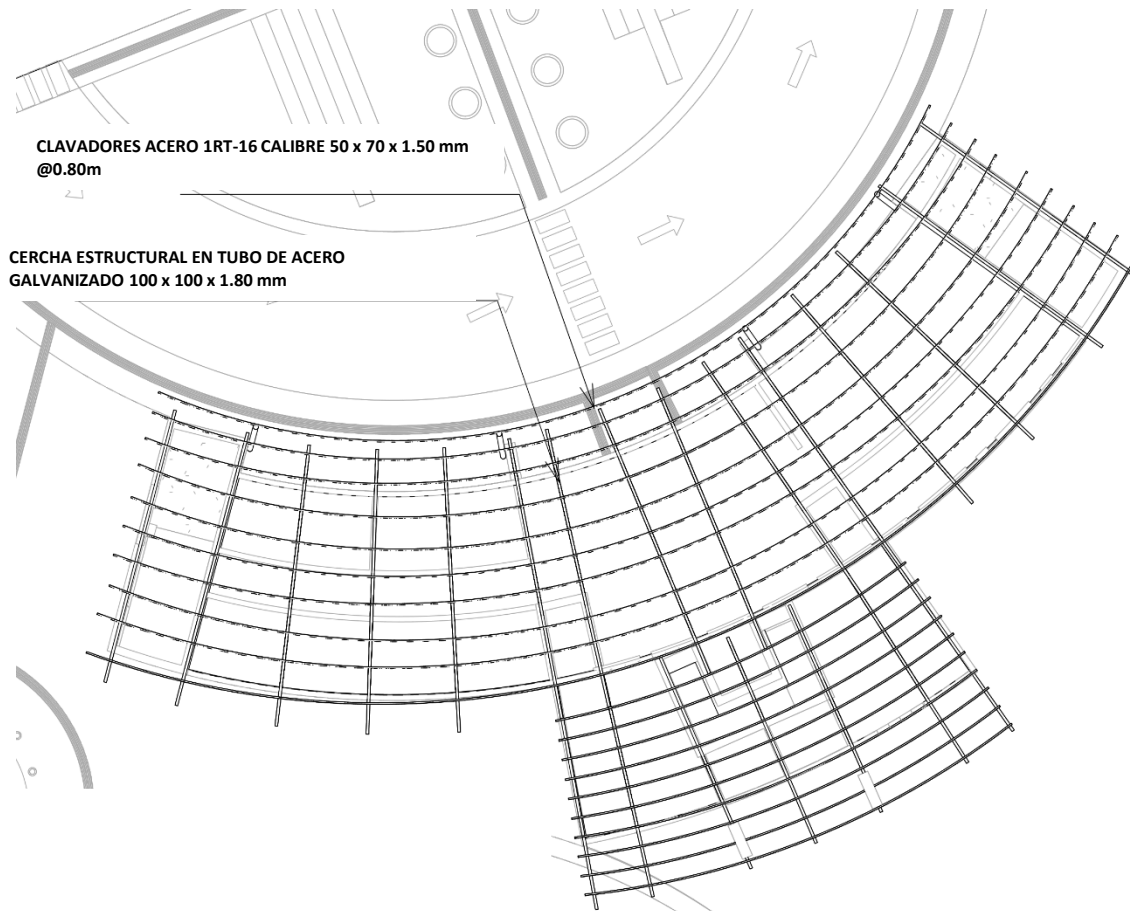 CLAVADORES ACERO 1RT-16 CALIBRE 50 x 70 x 1.50 mm
@0.80m
CERCHA ESTRUCTURAL EN TUBO DE ACERO
GALVANIZADO 100 x 100 x 1.80 mm